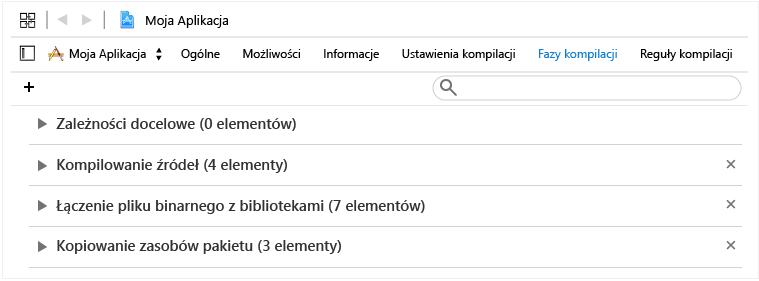 Moja Aplikacja
Moja Aplikacja Ogólne Możliwości Informacje Ustawienia kompilacji Fazy kompilacji Reguły kompilacji
+
Zależności docelowe (0 elementów)
Kompilowanie źródeł (4 elementy)
Łączenie pliku binarnego z bibliotekami (7 elementów)
Kopiowanie zasobów pakietu (3 elementy)